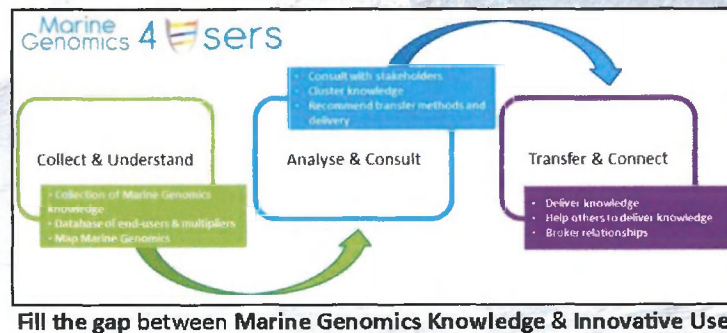 Marine
Genomics 4 Users
• Consult with stakeholders
• Cluster knowledge
• Recommend transfer methods and
delivery
Collect & Understand
Analyse & Consult
Transfer & Connect
• Collection of Marine Genomics
knowledge
• Database of end-users & multipliers
• Map Marine Genomics
• Deliver knowledge
• Help others to deliver knowledge
• Broker relationships
Fill the gap between Marine Genomics Knowledge & Innovative Use